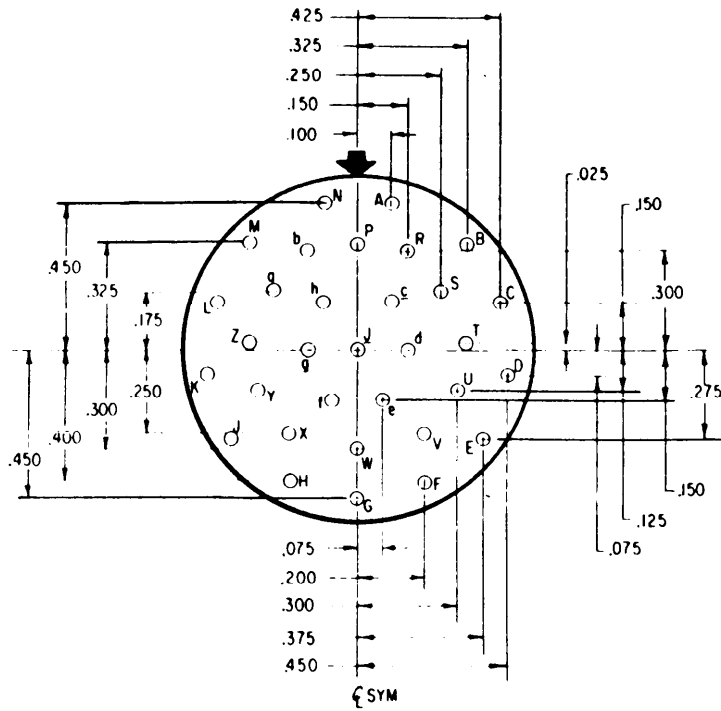 .425
.325
.250
.150
.100
.025
.150
N A
M b P R B
.450
.325
.300
a h c S C
L
.175
Z J d T
g
K Y f e U D
.250
.300
.400
.450
.275
J X W V E
.150
H G F
.125
.075
.075
.200
.300
.375
.450
℄ SYM